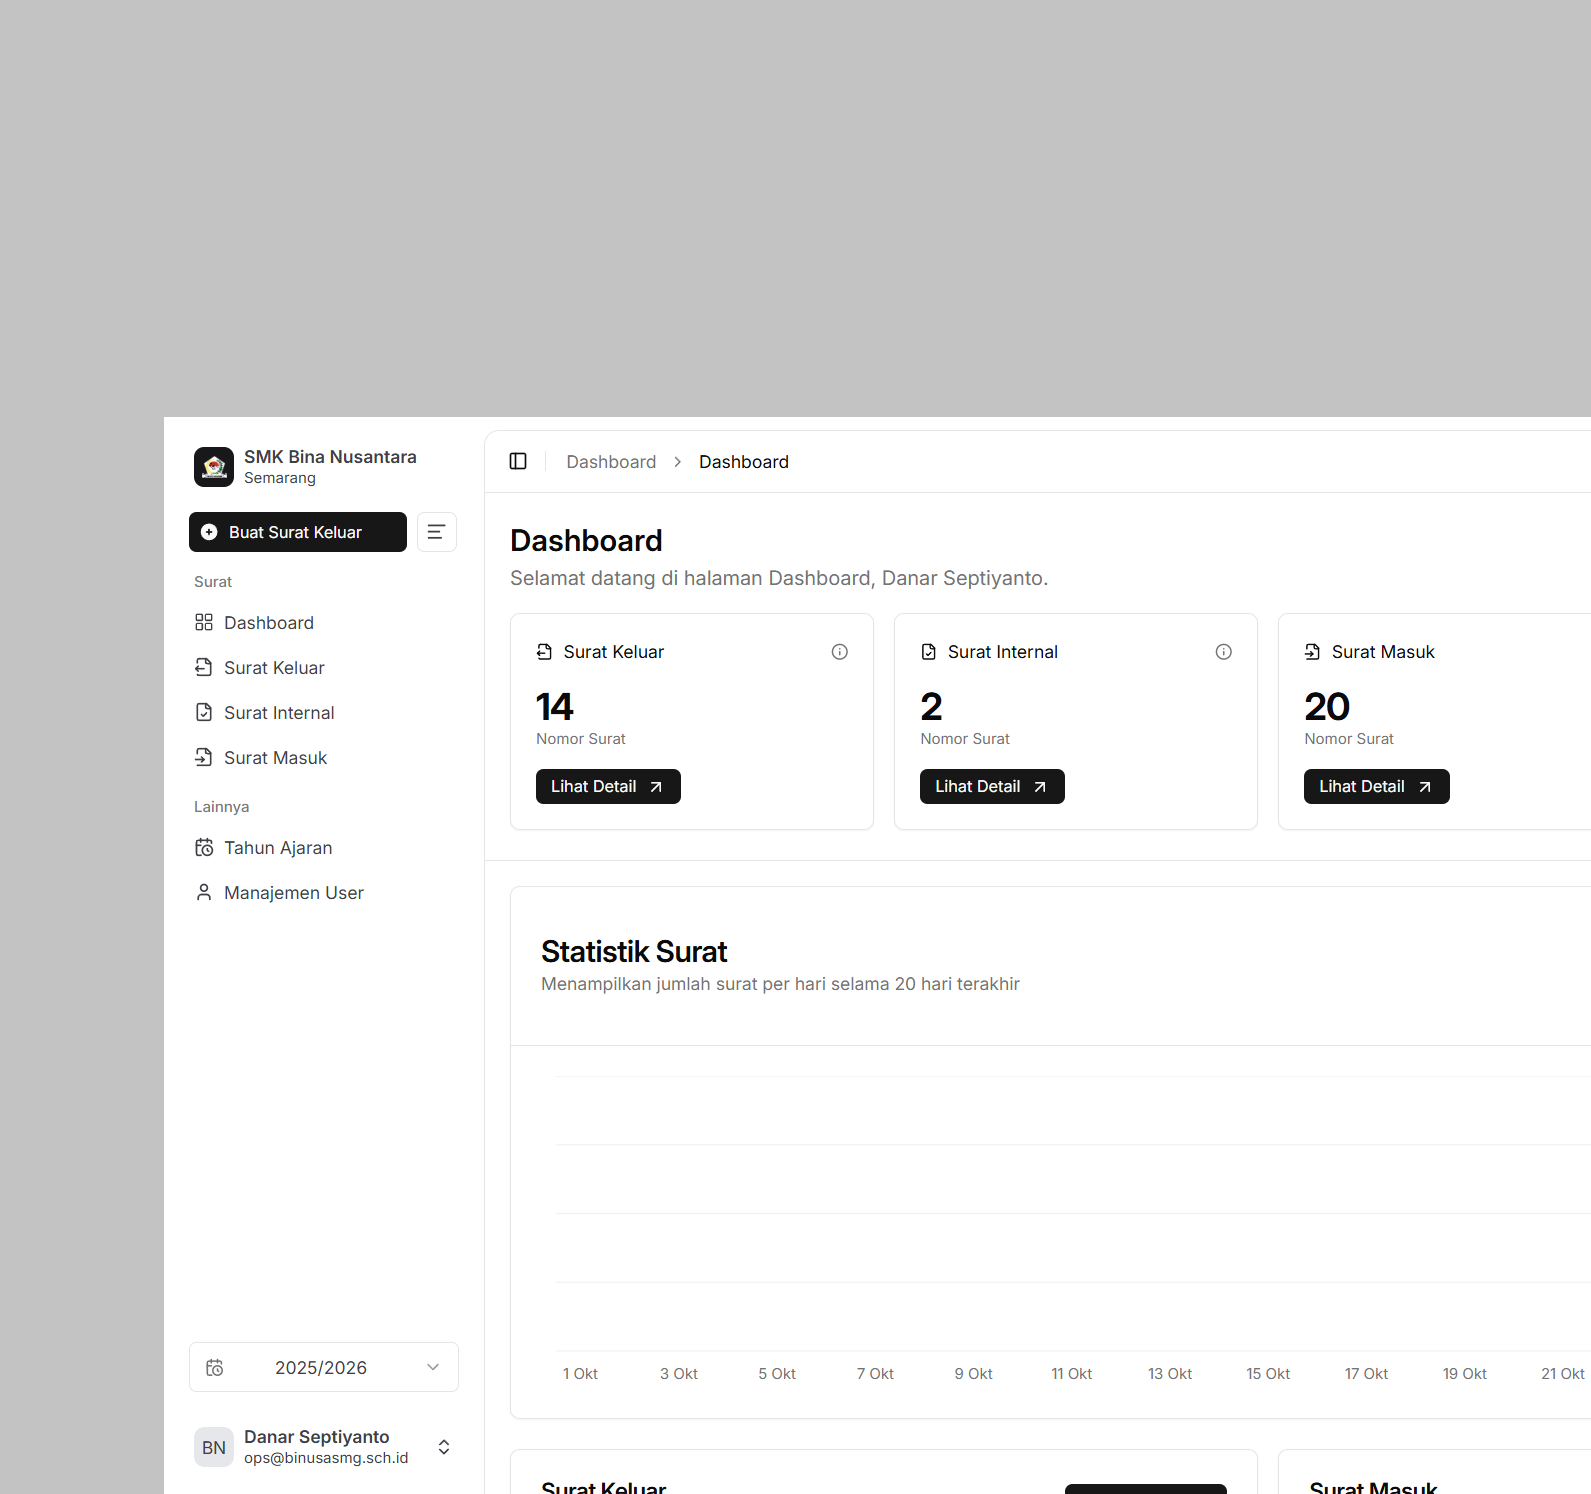 SMK Bina Nusantara
Semarang
Buat Surat Keluar
Surat
Dashboard
Surat Keluar
Surat Internal
Surat Masuk
Lainnya
Tahun Ajaran
Manajemen User
2025/2026
BN
Danar Septiyanto
ops@binusasmg.sch.id
Dashboard > Dashboard
Dashboard
Selamat datang di halaman Dashboard, Danar Septiyanto.
Surat Keluar
14
Nomor Surat
Lihat Detail
Surat Internal
2
Nomor Surat
Lihat Detail
Surat Masuk
20
Nomor Surat
Lihat Detail
Statistik Surat
Menampilkan jumlah surat per hari selama 20 hari terakhir
1 Okt 3 Okt 5 Okt 7 Okt 9 Okt 11 Okt 13 Okt 15 Okt 17 Okt 19 Okt 21 Okt
Surat Keluar
Surat Masuk